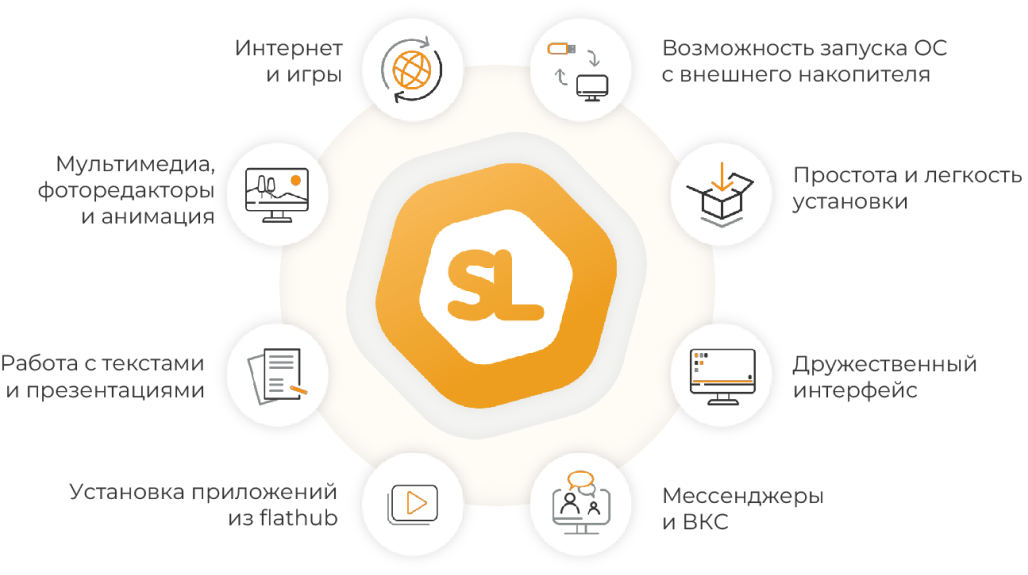 Интернет
и игры
Возможность запуска ОС
с внешнего накопителя
Мультимедиа,
фоторедакторы
и анимация
Простота и легкость
установки
SL
Работа с текстами
и презентациями
Дружественный
интерфейс
Установка приложений
из flathub
Мессенджеры
и ВКС